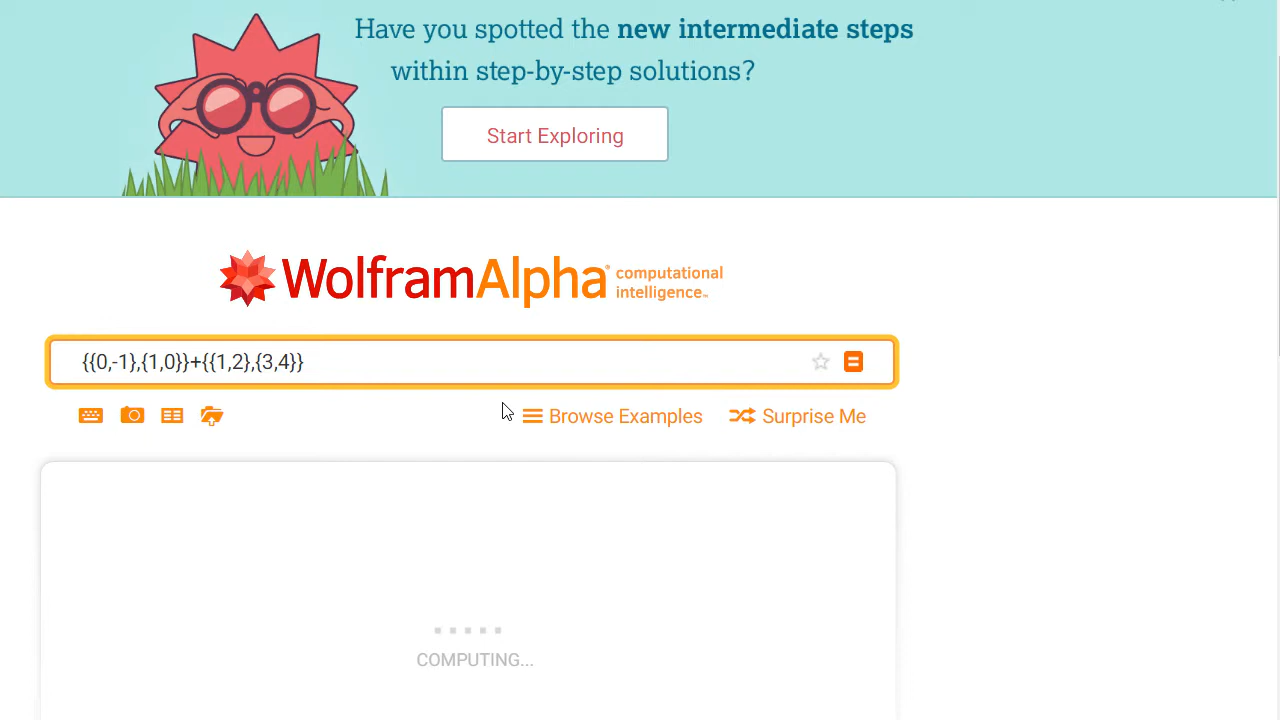 Have you spotted the new intermediate steps
within step-by-step solutions?
Start Exploring
WolframAlpha computational
intelligence™
{{0,-1},{1,0}}+{{1,2},{3,4}}
Browse Examples Surprise Me
COMPUTING...